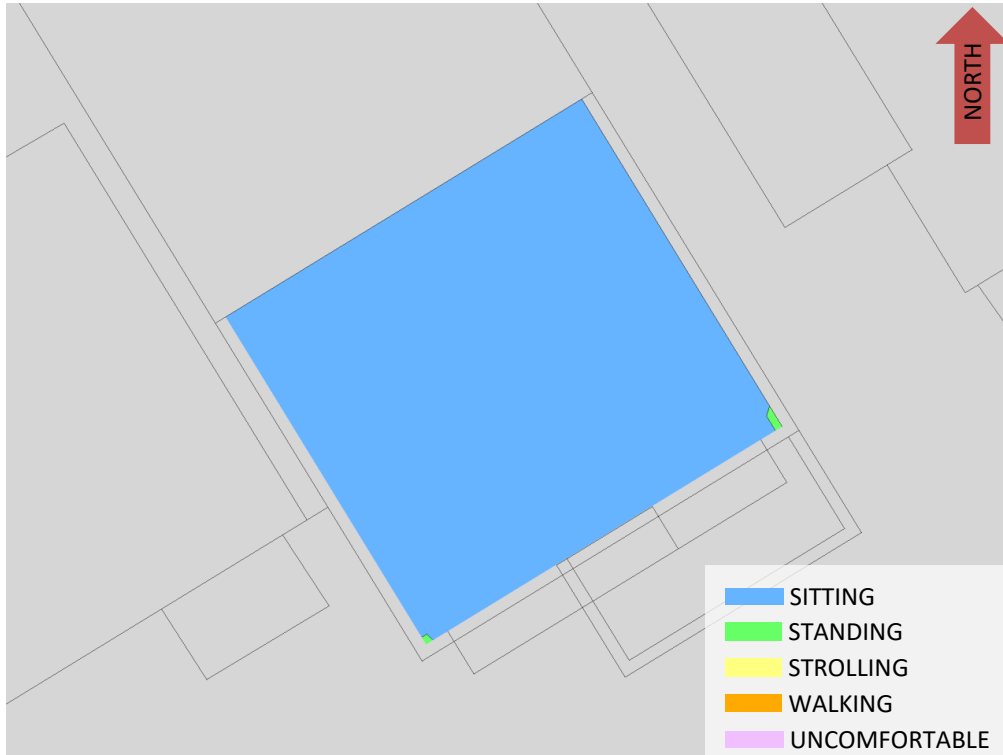 NORTH
SITTING
STANDING
STROLLING
WALKING
UNCOMFORTABLE